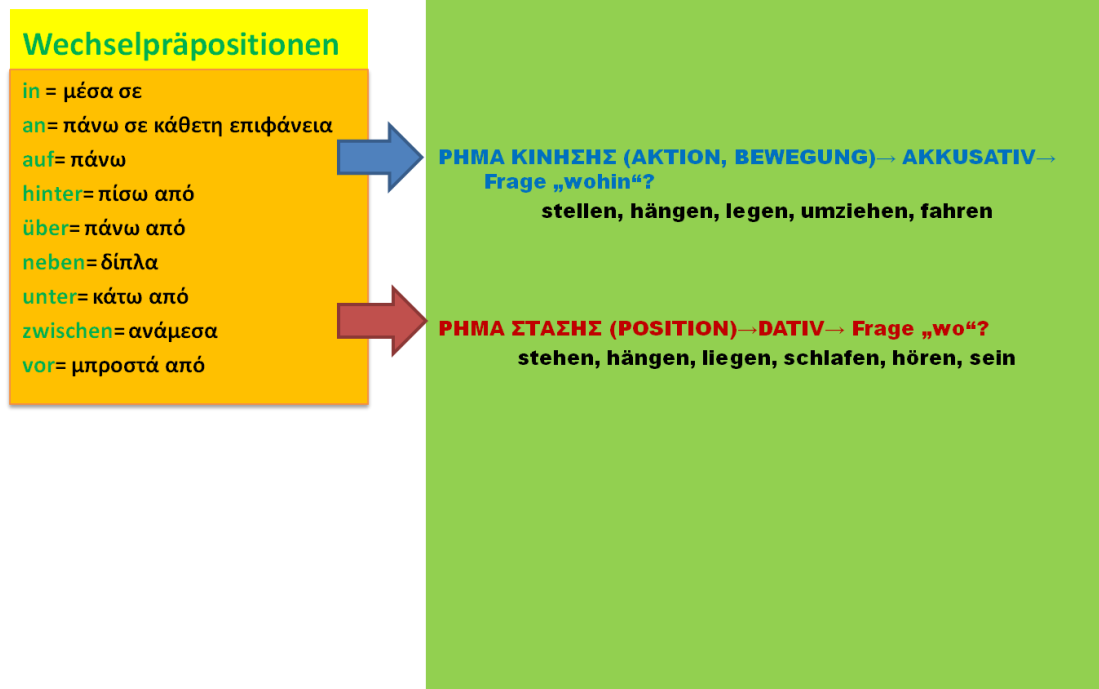 Wechselpräpositionen
in = μέσα σε
an= πάνω σε κάθετη επιφάνεια
auf= πάνω
hinter= πίσω από
über= πάνω από
neben= δίπλα
unter= κάτω από
zwischen= ανάμεσα
vor= μπροστά από
ΡΗΜΑ ΚΙΝΗΣΗΣ (AKTION, BEWEGUNG)→ AKKUSATIV→
Frage „wohin“?
stellen, hängen, legen, umziehen, fahren
ΡΗΜΑ ΣΤΑΣΗΣ (POSITION)→DATIV→ Frage „wo“?
stehen, hängen, liegen, schlafen, hören, sein